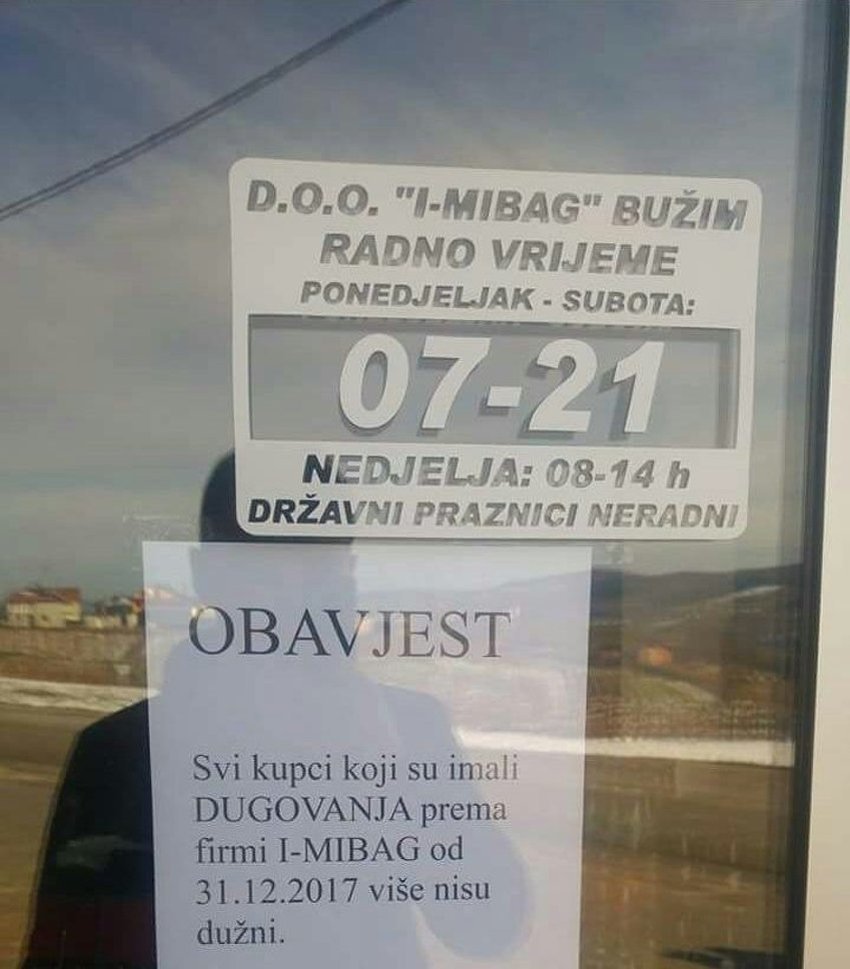 D.O.O. "I-MIBAG" BUŽIM
RADNO VRIJEME
PONEDJELJAK - SUBOTA:
07-21
NEDJELJA: 08-14 h
DRŽAVNI PRAZNICI NERADNI
OBAVJEST
Svi kupci koji su imali
DUGOVANJA prema
firmi I-MIBAG od
31.12.2017 više nisu
dužni.